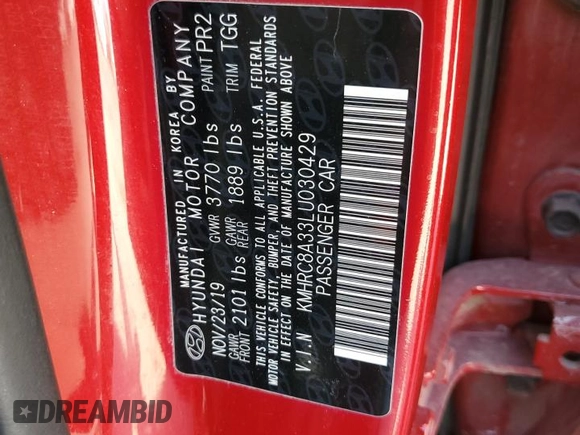 MANUFACTURED IN KOREA BY
HYUNDAI MOTOR COMPANY
NOV/23/19 GVWR 3770 lbs PAINT PR2
GAWR FRONT 2101 lbs GAWR REAR 1889 lbs TRIM TGG
THIS VEHICLE CONFORMS TO ALL APPLICABLE U.S.A. FEDERAL
MOTOR VEHICLE SAFETY, BUMPER, AND THEFT PREVENTION STANDARDS
IN EFFECT ON THE DATE OF MANUFACTURE SHOWN ABOVE
V.I.N KMHRC8A33LU030429
PASSENGER CAR
DREAMBID